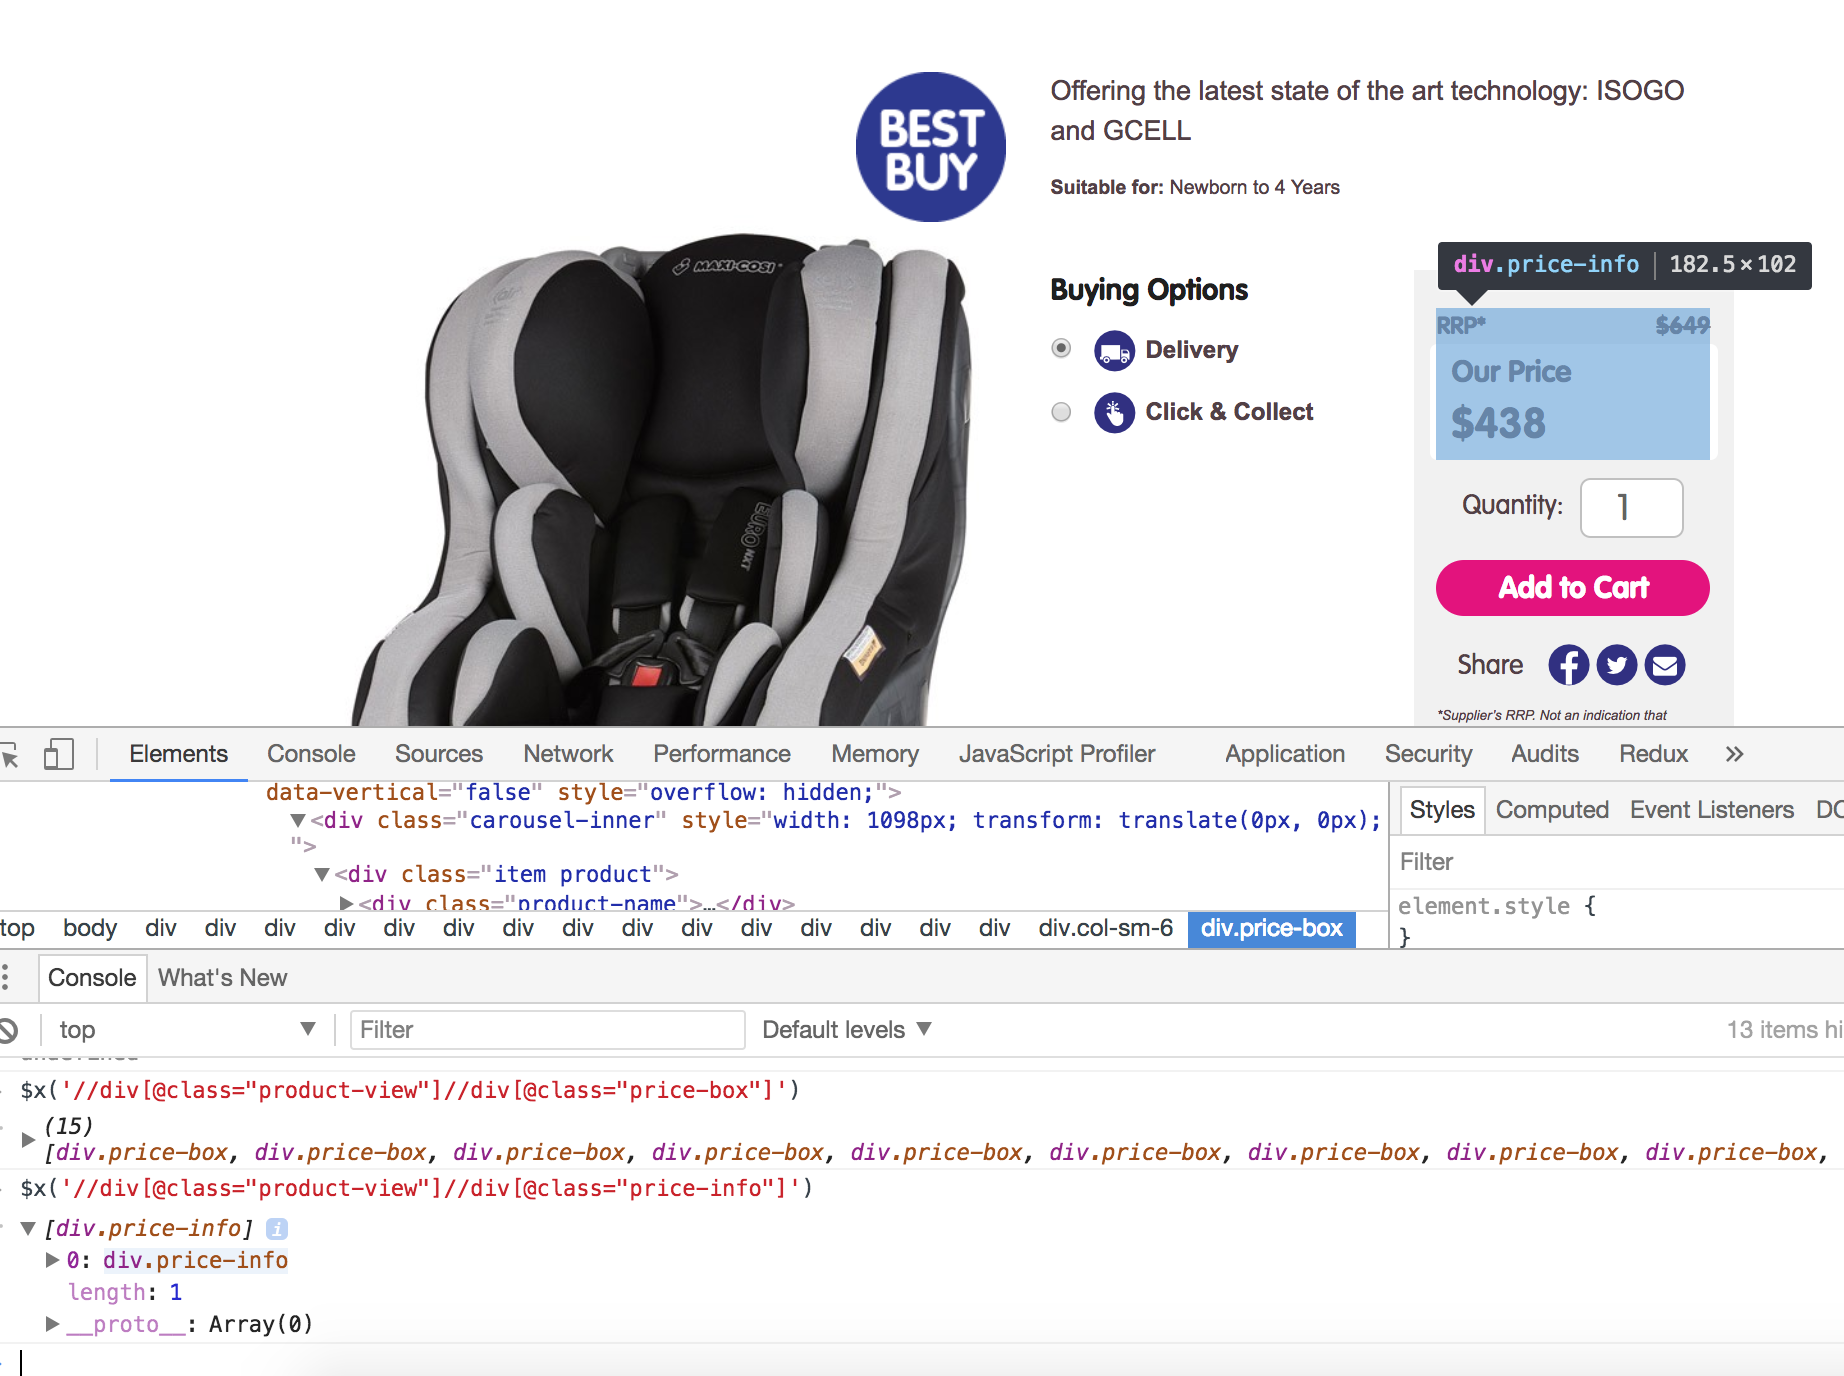 Offering the latest state of the art technology: ISOGO
and GCELL
BEST
BUY
Suitable for: Newborn to 4 Years
MAXI-COSI
EURO NXT
Buying Options
Delivery
Click & Collect
div.price-info | 182.5×102
RRP* $649
Our Price
$438
Quantity: 1
Add to Cart
Share
*Supplier's RRP. Not an indication that
Elements Console Sources Network Performance Memory JavaScript Profiler Application Security Audits Redux »
data-vertical="false" style="overflow: hidden;">
▼<div class="carousel-inner" style="width: 1098px; transform: translate(0px, 0px);
">
▼<div class="item product">
▶<div class="product-name">…</div>
top body div div div div div div div div div div div div div div div div.col-sm-6 div.price-box
Styles Computed Event Listeners
Filter
element.style {
}
Console What's New
top ▼ Filter Default levels ▼ 13 items hi
undefined
$x('//div[@class="product-view"]//div[@class="price-box"]')
(15)
[div.price-box, div.price-box, div.price-box, div.price-box, div.price-box, div.price-box, div.price-box, div.price-box, div.price-box,
$x('//div[@class="product-view"]//div[@class="price-info"]')
▼[div.price-info] i
▶0: div.price-info
length: 1
▶__proto__: Array(0)